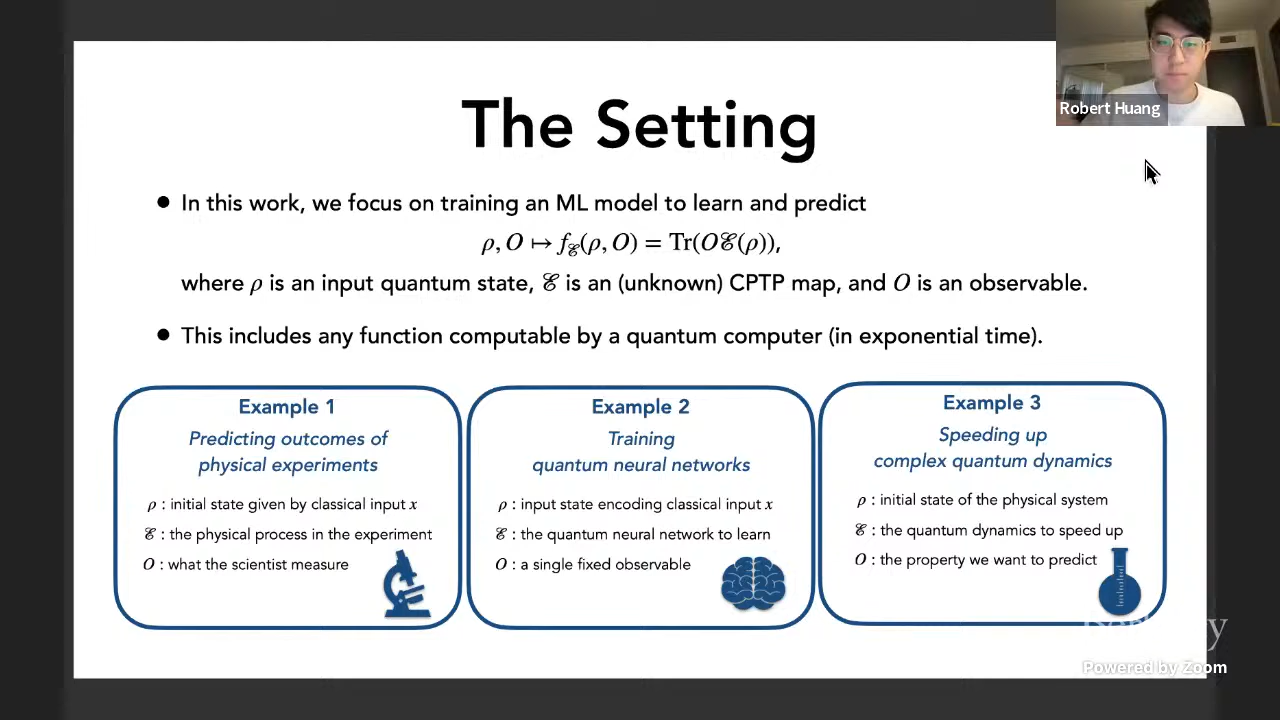 Robert Huang
The Setting
● In this work, we focus on training an ML model to learn and predict
ρ, O ↦ f_ℰ(ρ, O) = Tr(Oℰ(ρ)),
where ρ is an input quantum state, ℰ is an (unknown) CPTP map, and O is an observable.
● This includes any function computable by a quantum computer (in exponential time).
Example 1
Predicting outcomes of
physical experiments
ρ : initial state given by classical input x
ℰ : the physical process in the experiment
O : what the scientist measure
Example 2
Training
quantum neural networks
ρ : input state encoding classical input x
ℰ : the quantum neural network to learn
O : a single fixed observable
Example 3
Speeding up
complex quantum dynamics
ρ : initial state of the physical system
ℰ : the quantum dynamics to speed up
O : the property we want to predict
Powered by Zoom